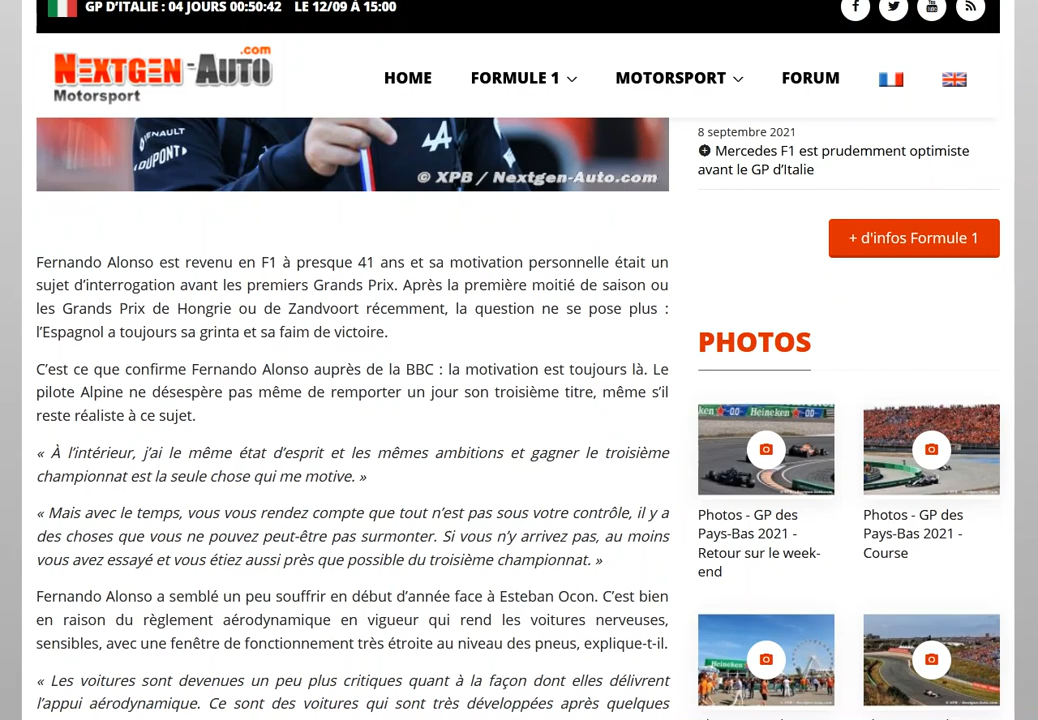 GP D'ITALIE : 04 JOURS 00:50:42 LE 12/09 À 15:00
NEXTGEN-AUTO.com
Motorsport
HOME FORMULE 1 MOTORSPORT FORUM
RENAULT
DUPONT
© XPB / Nextgen-Auto.com
Fernando Alonso est revenu en F1 à presque 41 ans et sa motivation personnelle était un
sujet d’interrogation avant les premiers Grands Prix. Après la première moitié de saison ou
les Grands Prix de Hongrie ou de Zandvoort récemment, la question ne se pose plus :
l’Espagnol a toujours sa grinta et sa faim de victoire.
C’est ce que confirme Fernando Alonso auprès de la BBC : la motivation est toujours là. Le
pilote Alpine ne désespère pas même de remporter un jour son troisième titre, même s’il
reste réaliste à ce sujet.
« À l’intérieur, j’ai le même état d’esprit et les mêmes ambitions et gagner le troisième
championnat est la seule chose qui me motive. »
« Mais avec le temps, vous vous rendez compte que tout n’est pas sous votre contrôle, il y a
des choses que vous ne pouvez peut-être pas surmonter. Si vous n’y arrivez pas, au moins
vous avez essayé et vous étiez aussi près que possible du troisième championnat. »
Fernando Alonso a semblé un peu souffrir en début d’année face à Esteban Ocon. C’est bien
en raison du règlement aérodynamique en vigueur qui rend les voitures nerveuses,
sensibles, avec une fenêtre de fonctionnement très étroite au niveau des pneus, explique-t-il.
« Les voitures sont devenues un peu plus critiques quant à la façon dont elles délivrent
l’appui aérodynamique. Ce sont des voitures qui sont très développées après quelques
8 septembre 2021
Mercedes F1 est prudemment optimiste
avant le GP d’Italie
+ d'infos Formule 1
PHOTOS
Heineken
Photos - GP des
Pays-Bas 2021 -
Retour sur le week-
end
Photos - GP des
Pays-Bas 2021 -
Course
Heineken